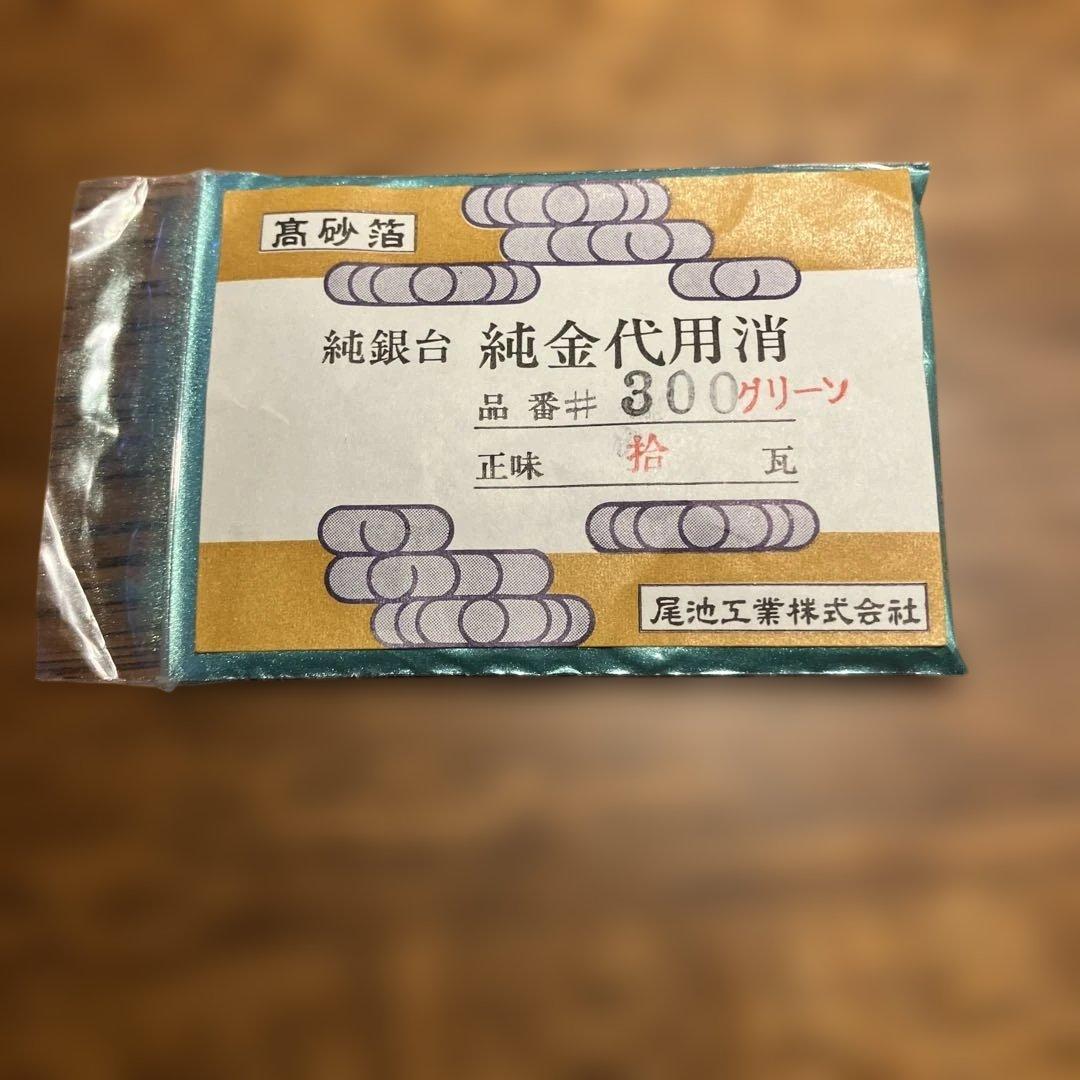 髙砂箔
純銀台 純金代用消
品番# 300グリーン
正味 拾 瓦
尾池工業株式会社